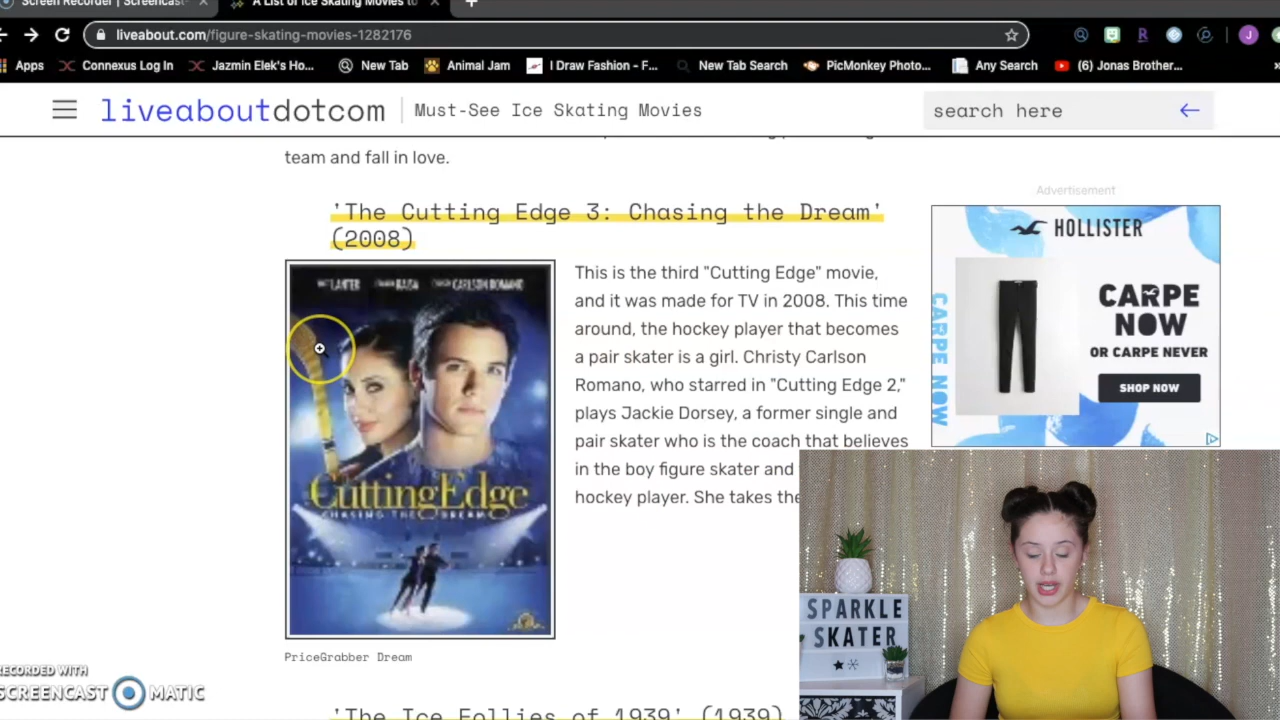 Screen Recorder | Screencast-
A List of Ice Skating Movies to
liveabout.com/figure-skating-movies-1282176
J
Apps
Connexus Log In
Jazmin Elek's Ho...
New Tab
Animal Jam
I Draw Fashion - F...
New Tab Search
PicMonkey Photo...
Any Search
(6) Jonas Brother...
liveaboutdotcom
Must-See Ice Skating Movies
search here
team and fall in love.
'The Cutting Edge 3: Chasing the Dream'
(2008)
This is the third "Cutting Edge" movie,
and it was made for TV in 2008. This time
around, the hockey player that becomes
a pair skater is a girl. Christy Carlson
Romano, who starred in "Cutting Edge 2,"
plays Jackie Dorsey, a former single and
pair skater who is the coach that believes
in the boy figure skater and
hockey player. She takes the
LANTER
CARLSON ROMANO
Cutting Edge
CHASING THE DREAM
PriceGrabber Dream
'The Ice Follies of 1939' (1939)
Advertisement
HOLLISTER
CARPE NOW
CARPE
NOW
OR CARPE NEVER
SHOP NOW
SPARKLE
SKATER
RECORDED WITH
SCREENCAST MATIC